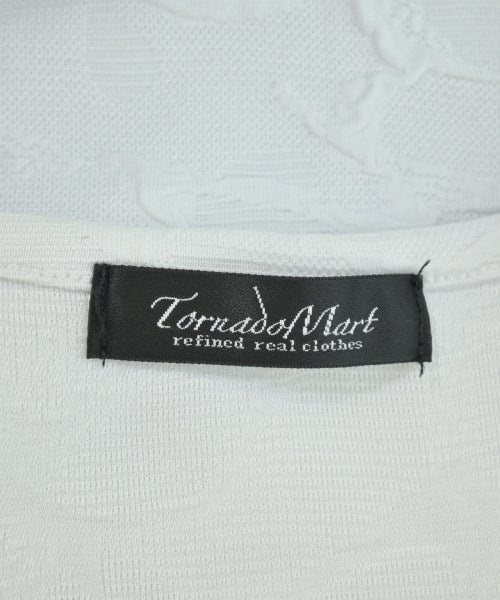 TornadoMart
refined real clothes